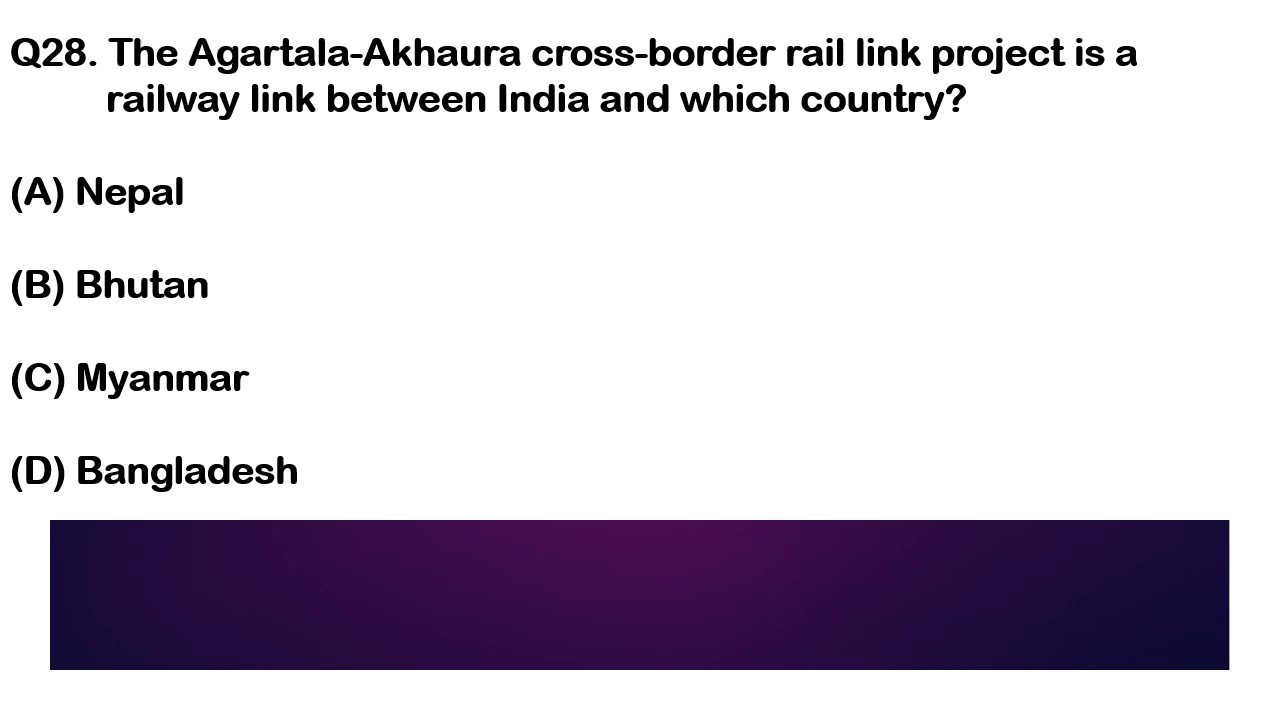 Q28. The Agartala-Akhaura cross-border rail link project is a
railway link between India and which country?
(A) Nepal
(B) Bhutan
(C) Myanmar
(D) Bangladesh